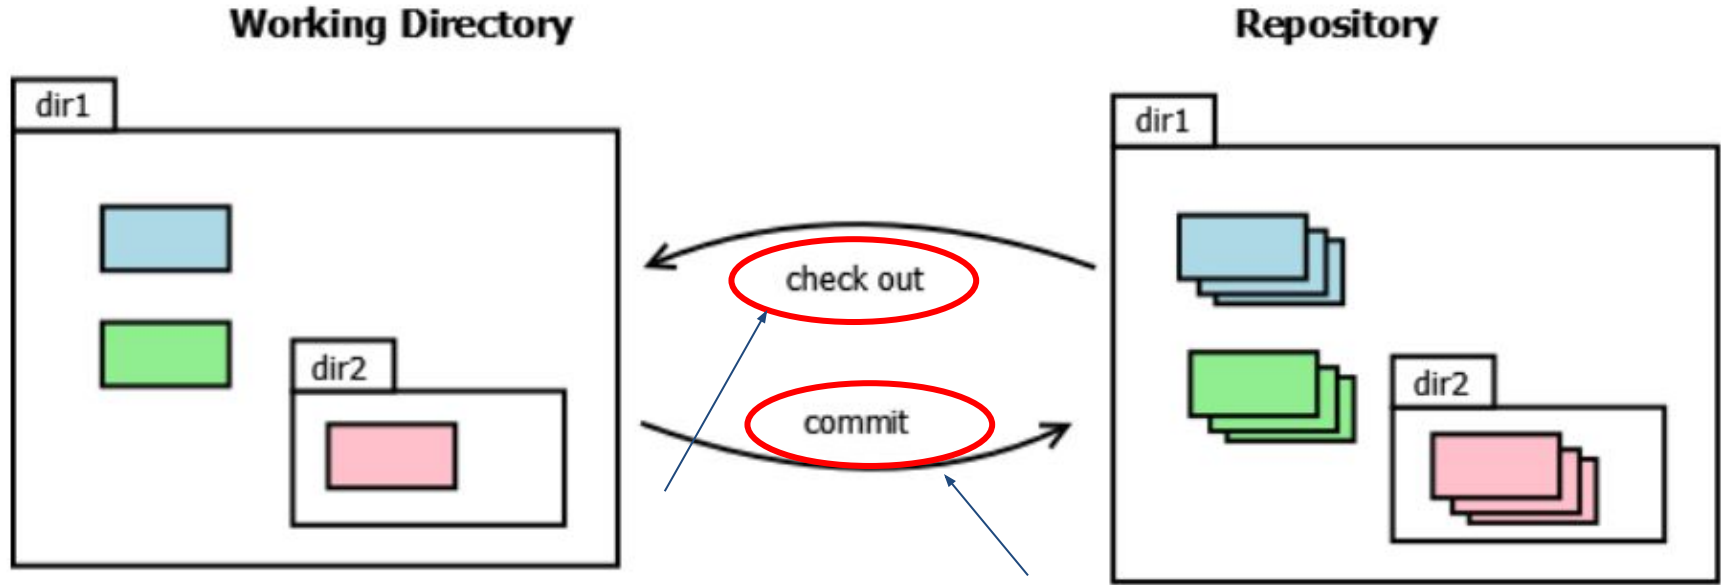 Working Directory
Repository
dir1
dir1
check out
dir2
dir2
commit